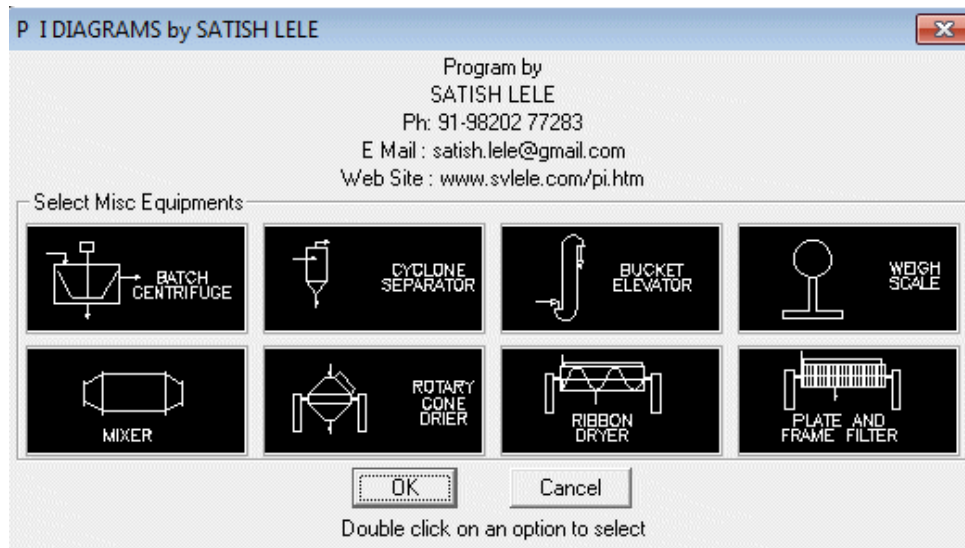 P I DIAGRAMS by SATISH LELE
Program by
SATISH LELE
Ph: 91-98202 77283
E Mail : satish.lele@gmail.com
Web Site : www.svlele.com/pi.htm
Select Misc Equipments
BATCH
CENTRIFUGE
CYCLONE
SEPARATOR
BUCKET
ELEVATOR
WEIGH
SCALE
MIXER
ROTARY
CONE
DRIER
RIBBON
DRYER
PLATE AND
FRAME FILTER
OK
Cancel
Double click on an option to select